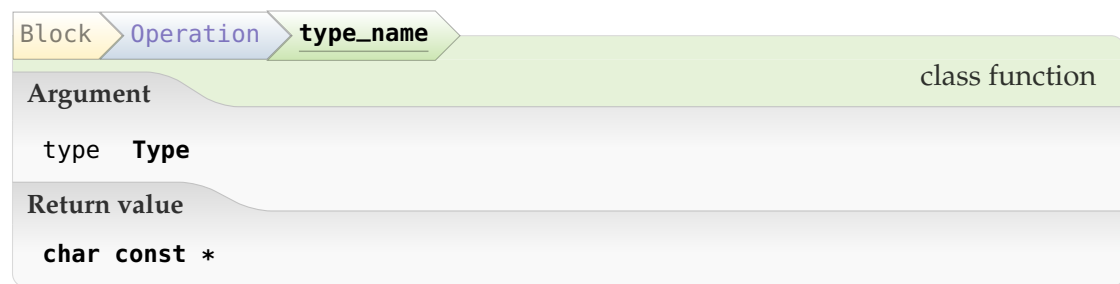 Block Operation type_name
class function
Argument
type Type
Return value
char const *